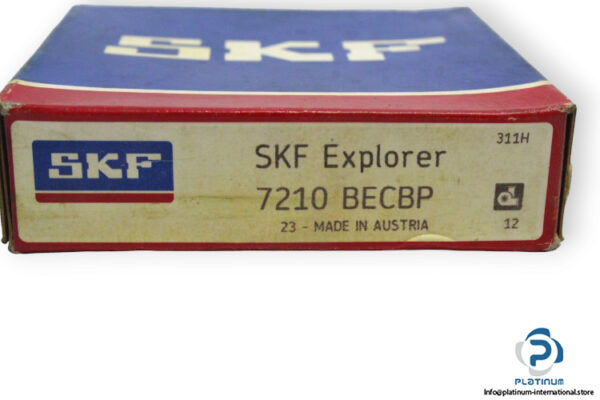 SKF
SKF
SKF Explorer
7210 BECBP
23 - MADE IN AUSTRIA
311H
12
PLATINUM
Info@platinum-international.store